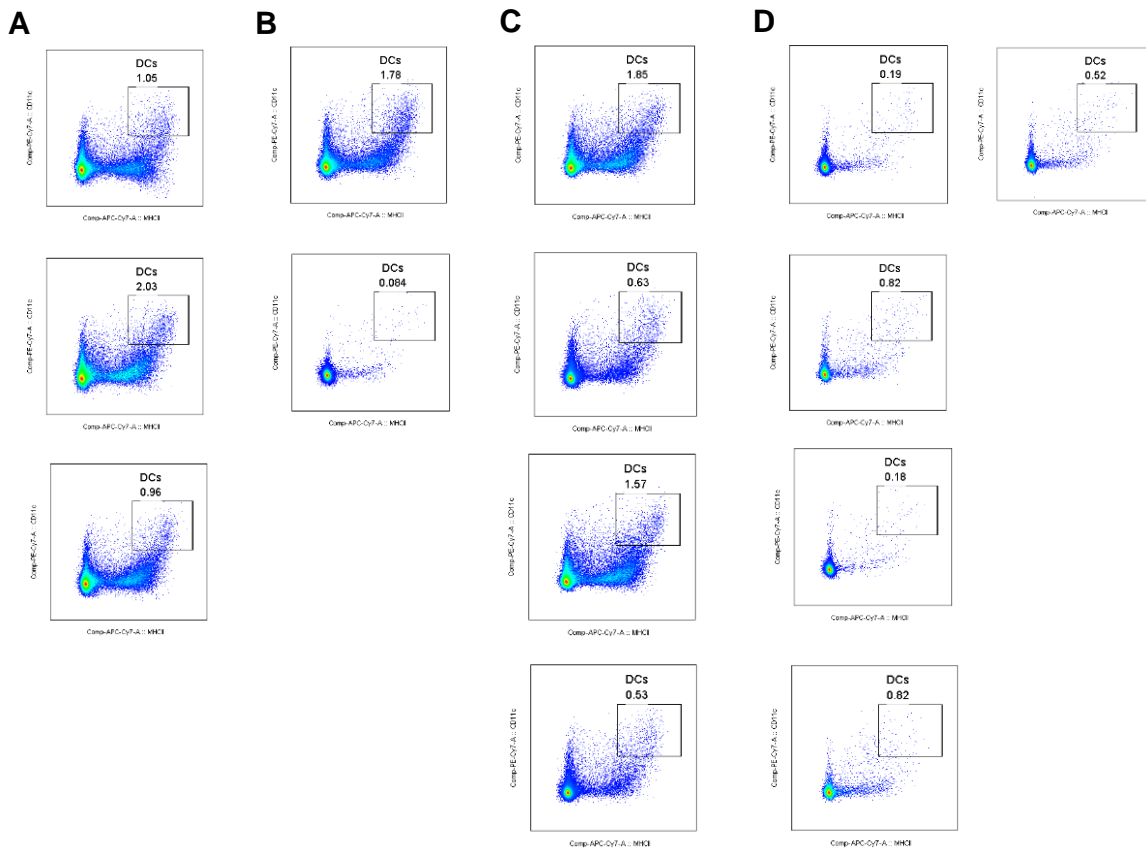 A
B
C
D
DCs
1.05
Comp-PE-Cy7-A :: CD11c
Comp-APC-Cy7-A :: MHCII
DCs
2.03
Comp-PE-Cy7-A :: CD11c
Comp-APC-Cy7-A :: MHCII
DCs
0.96
Comp-PE-Cy7-A :: CD11c
Comp-APC-Cy7-A :: MHCII
DCs
1.78
Comp-PE-Cy7-A :: CD11c
Comp-APC-Cy7-A :: MHCII
DCs
0.084
Comp-PE-Cy7-A :: CD11c
Comp-APC-Cy7-A :: MHCII
DCs
1.85
Comp-PE-Cy7-A :: CD11c
Comp-APC-Cy7-A :: MHCII
DCs
0.63
Comp-PE-Cy7-A :: CD11c
Comp-APC-Cy7-A :: MHCII
DCs
1.57
Comp-PE-Cy7-A :: CD11c
Comp-APC-Cy7-A :: MHCII
DCs
0.53
Comp-PE-Cy7-A :: CD11c
Comp-APC-Cy7-A :: MHCII
DCs
0.19
Comp-PE-Cy7-A :: CD11c
Comp-APC-Cy7-A :: MHCII
DCs
0.52
Comp-PE-Cy7-A :: CD11c
Comp-APC-Cy7-A :: MHCII
DCs
0.82
Comp-PE-Cy7-A :: CD11c
Comp-APC-Cy7-A :: MHCII
DCs
0.18
Comp-PE-Cy7-A :: CD11c
Comp-APC-Cy7-A :: MHCII
DCs
0.82
Comp-PE-Cy7-A :: CD11c
Comp-APC-Cy7-A :: MHCII